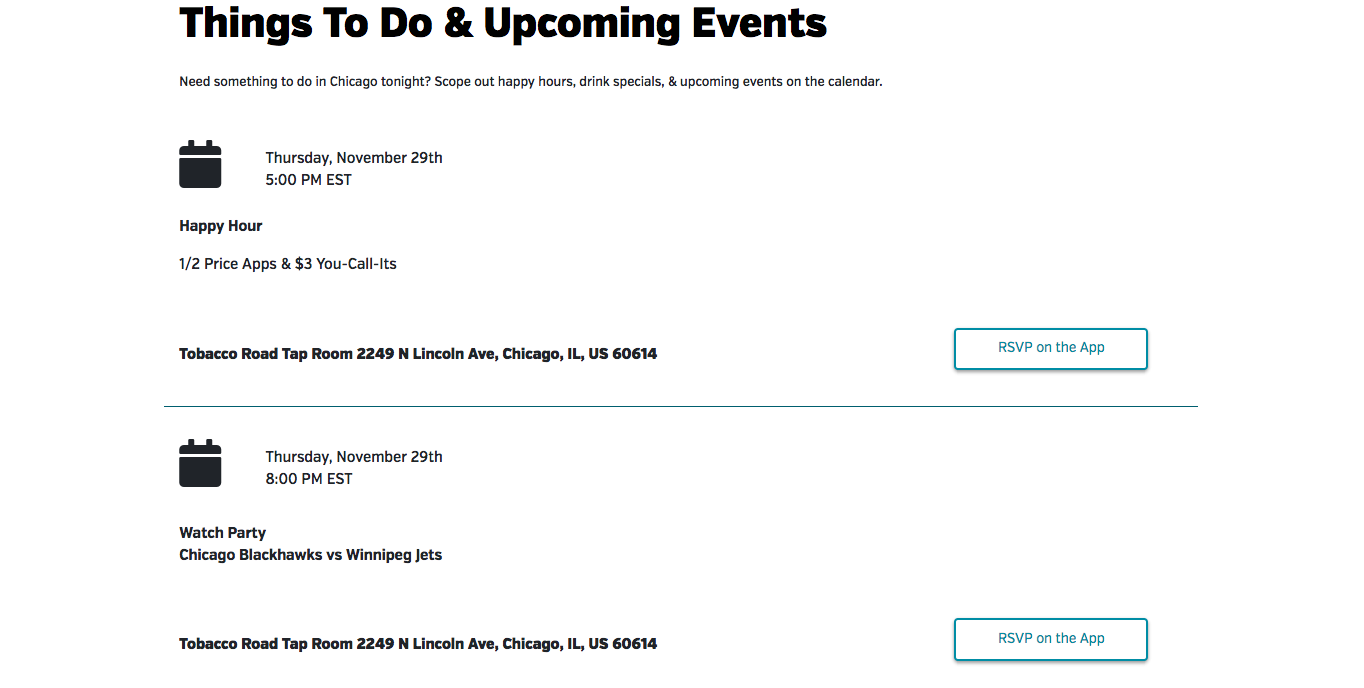 Things To Do & Upcoming Events
Need something to do in Chicago tonight? Scope out happy hours, drink specials, & upcoming events on the calendar.
Thursday, November 29th
5:00 PM EST
Happy Hour
1/2 Price Apps & $3 You-Call-Its
Tobacco Road Tap Room 2249 N Lincoln Ave, Chicago, IL, US 60614
RSVP on the App
Thursday, November 29th
8:00 PM EST
Watch Party
Chicago Blackhawks vs Winnipeg Jets
Tobacco Road Tap Room 2249 N Lincoln Ave, Chicago, IL, US 60614
RSVP on the App